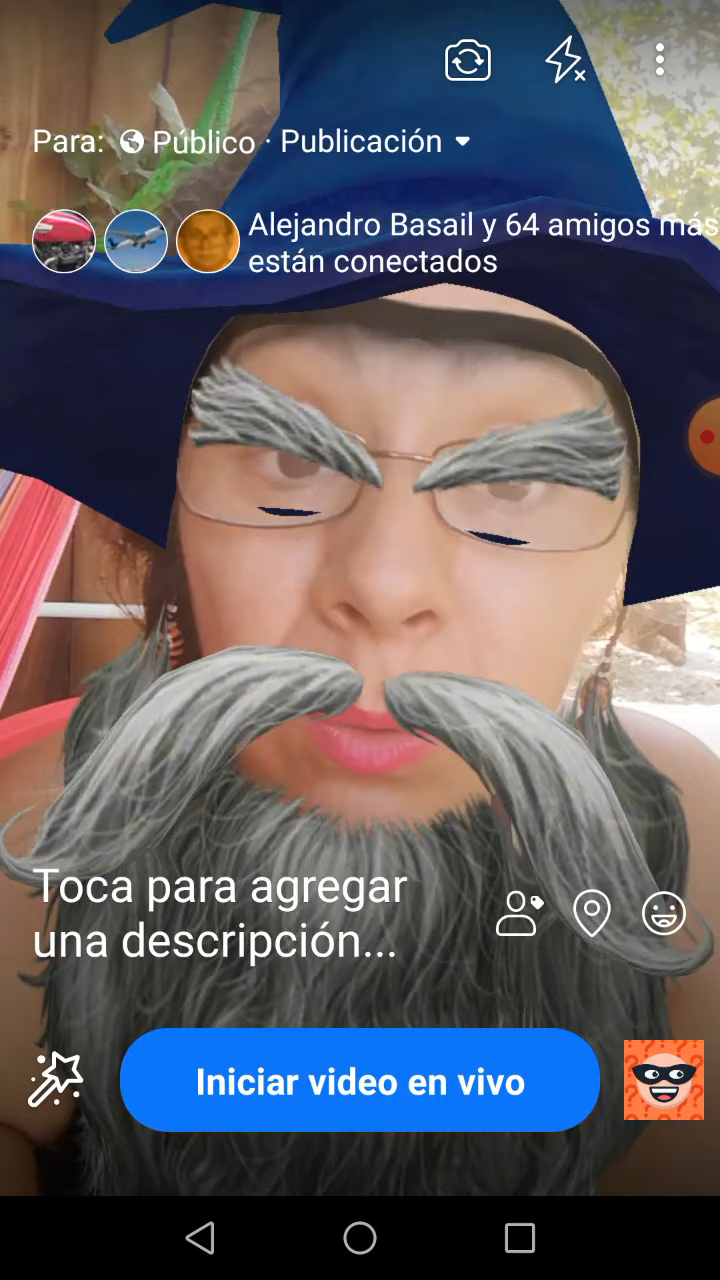 Para: Público · Publicación
Alejandro Basail y 64 amigos más
están conectados
Toca para agregar
una descripción...
Iniciar video en vivo